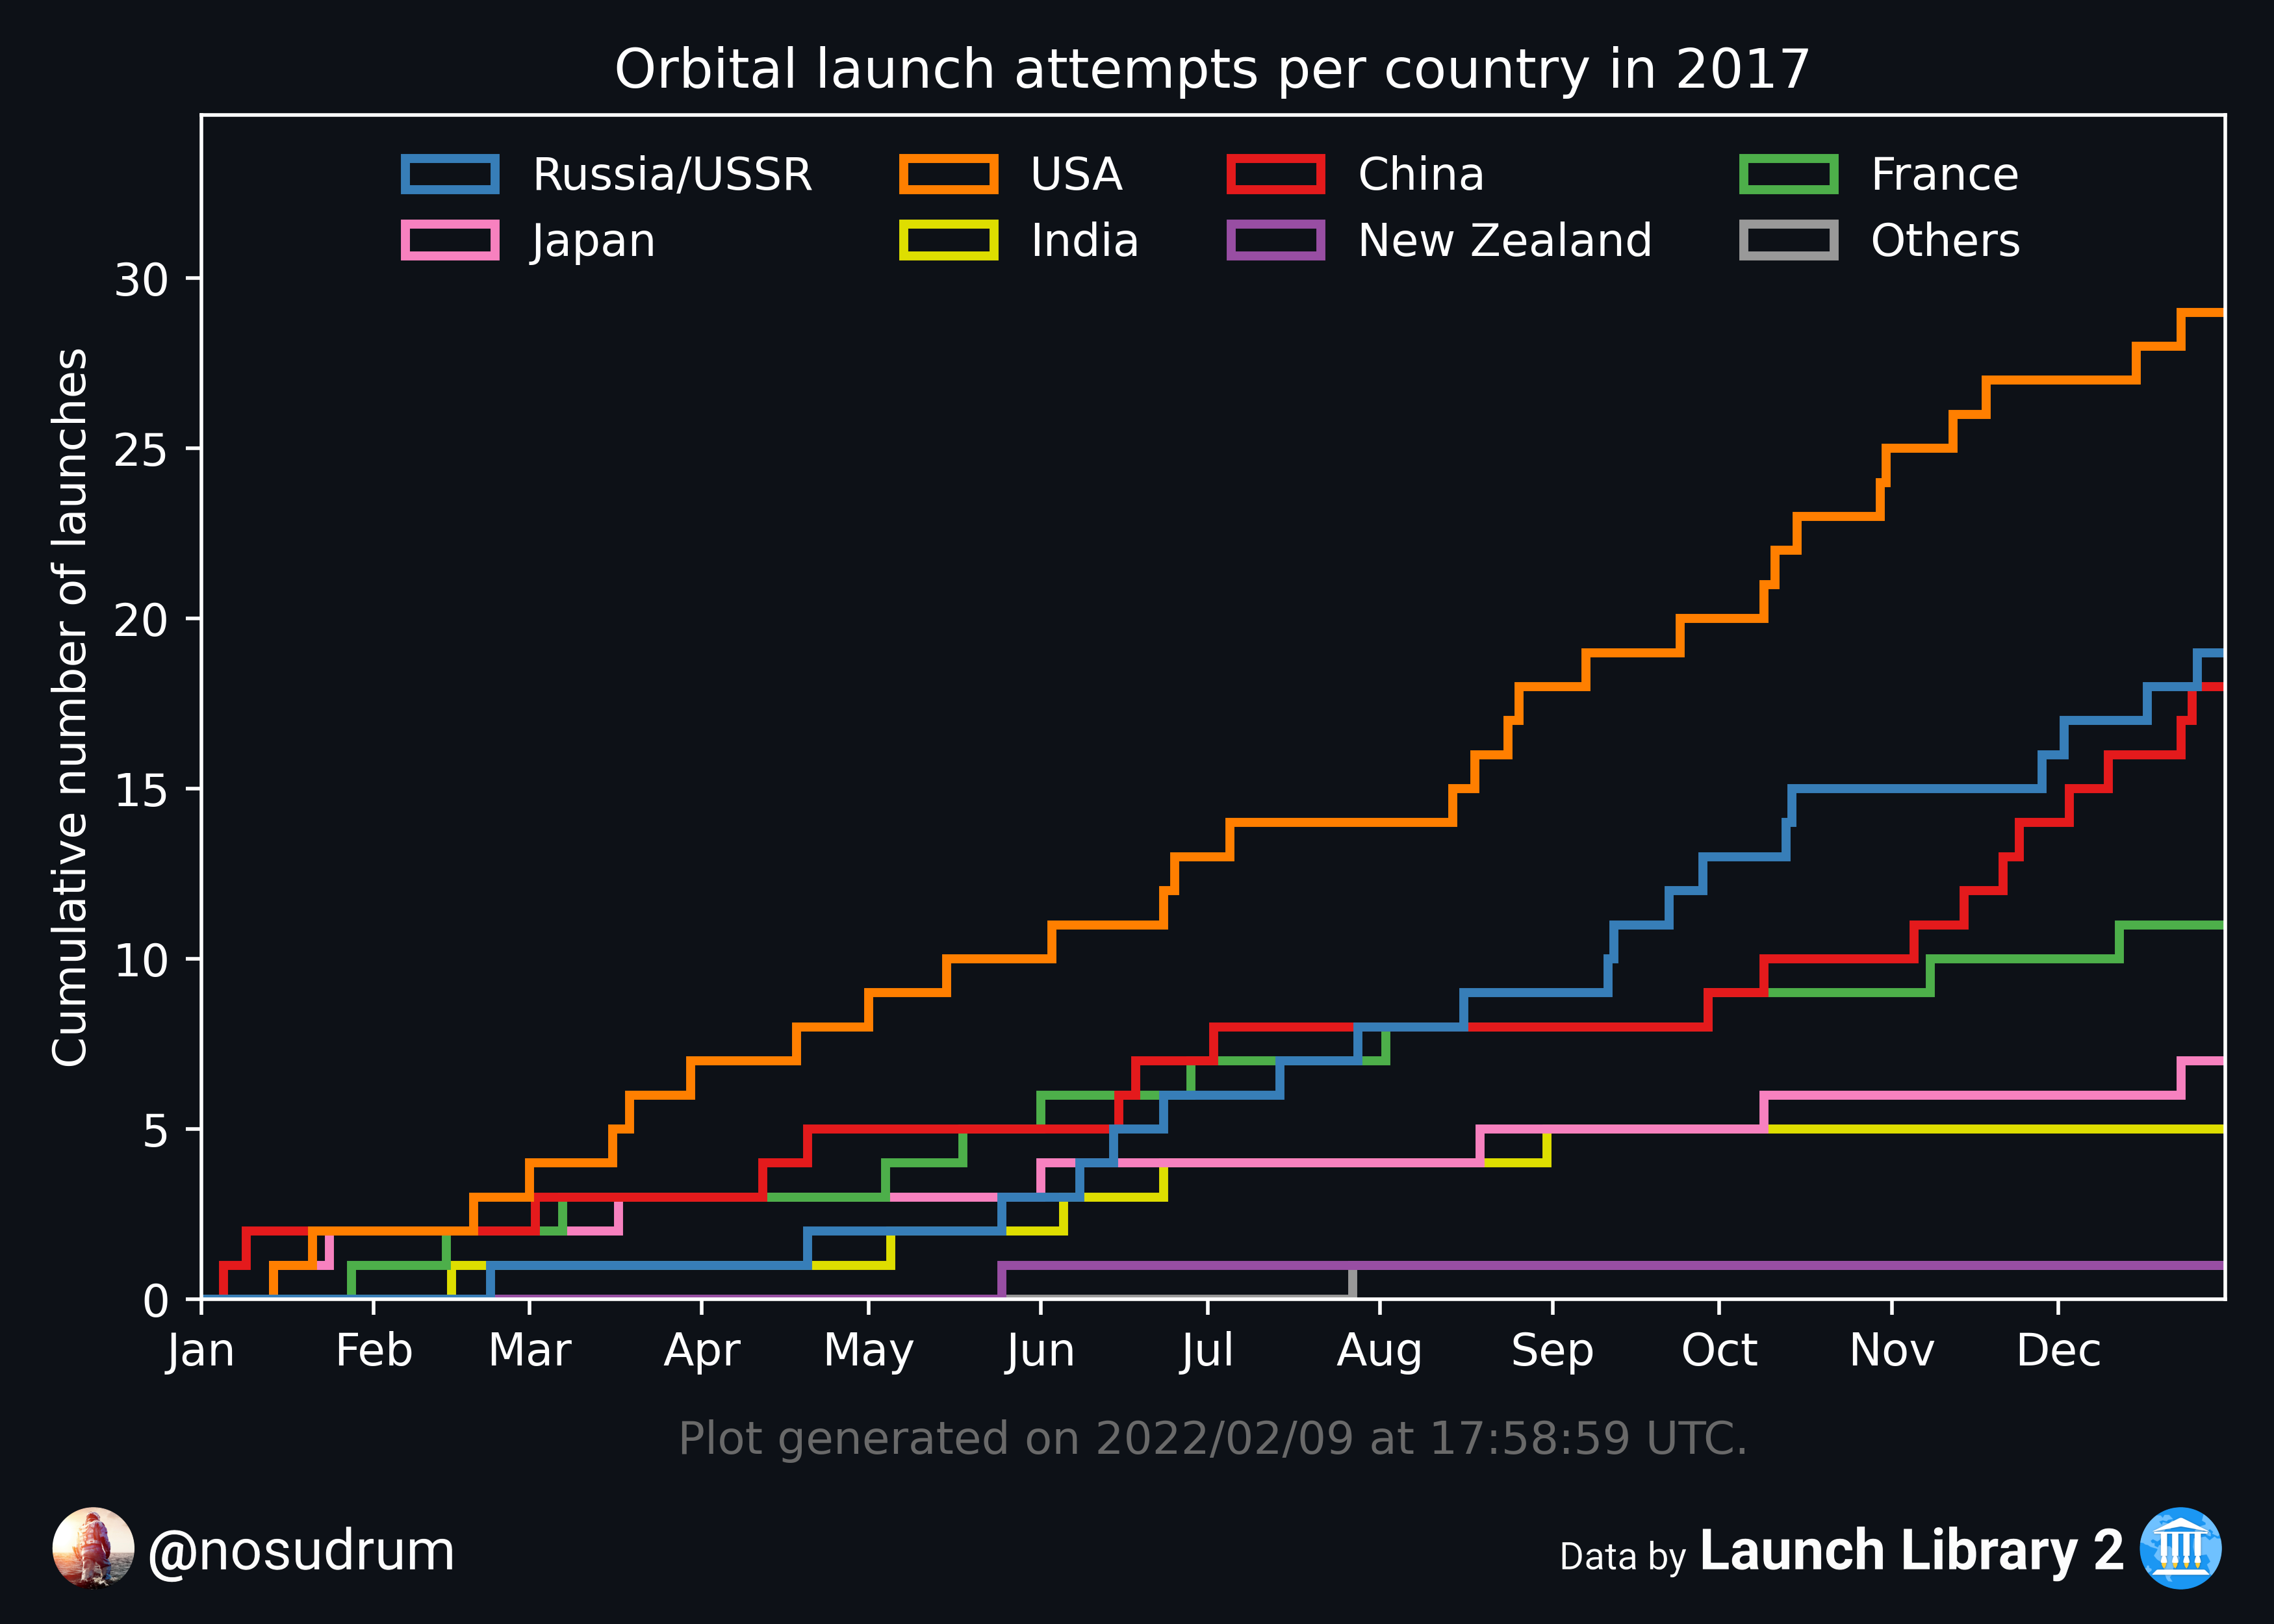 Orbital launch attempts per country in 2017
Russia/USSR USA China France
Japan India New Zealand Others
Cumulative number of launches
30
25
20
15
10
5
0
Jan Feb Mar Apr May Jun Jul Aug Sep Oct Nov Dec
Plot generated on 2022/02/09 at 17:58:59 UTC.
@nosudrum
Data by Launch Library 2